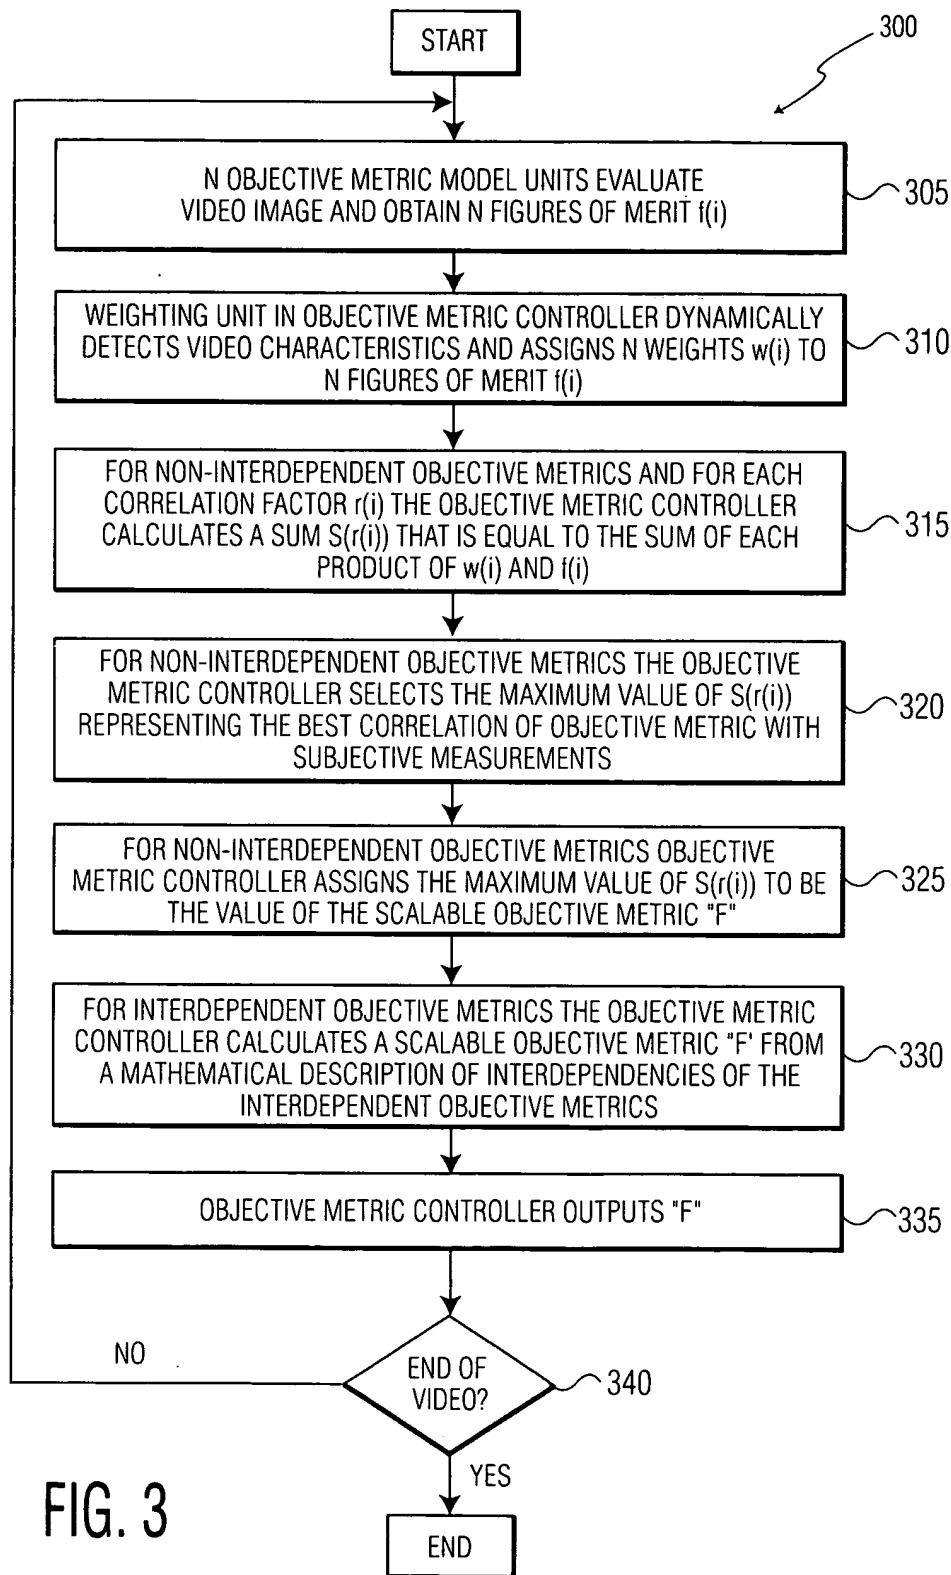 START
300
N OBJECTIVE METRIC MODEL UNITS EVALUATE
VIDEO IMAGE AND OBTAIN N FIGURES OF MERIT f(i)
305
WEIGHTING UNIT IN OBJECTIVE METRIC CONTROLLER DYNAMICALLY
DETECTS VIDEO CHARACTERISTICS AND ASSIGNS N WEIGHTS w(i) TO
N FIGURES OF MERIT f(i)
310
FOR NON-INTERDEPENDENT OBJECTIVE METRICS AND FOR EACH
CORRELATION FACTOR r(i) THE OBJECTIVE METRIC CONTROLLER
CALCULATES A SUM S(r(i)) THAT IS EQUAL TO THE SUM OF EACH
PRODUCT OF w(i) AND f(i)
315
FOR NON-INTERDEPENDENT OBJECTIVE METRICS THE OBJECTIVE
METRIC CONTROLLER SELECTS THE MAXIMUM VALUE OF S(r(i))
REPRESENTING THE BEST CORRELATION OF OBJECTIVE METRIC WITH
SUBJECTIVE MEASUREMENTS
320
FOR NON-INTERDEPENDENT OBJECTIVE METRICS OBJECTIVE
METRIC CONTROLLER ASSIGNS THE MAXIMUM VALUE OF S(r(i)) TO BE
THE VALUE OF THE SCALABLE OBJECTIVE METRIC "F"
325
FOR INTERDEPENDENT OBJECTIVE METRICS THE OBJECTIVE METRIC
CONTROLLER CALCULATES A SCALABLE OBJECTIVE METRIC "F' FROM
A MATHEMATICAL DESCRIPTION OF INTERDEPENDENCIES OF THE
INTERDEPENDENT OBJECTIVE METRICS
330
OBJECTIVE METRIC CONTROLLER OUTPUTS "F"
335
NO
END OF
VIDEO?
340
YES
END
FIG. 3